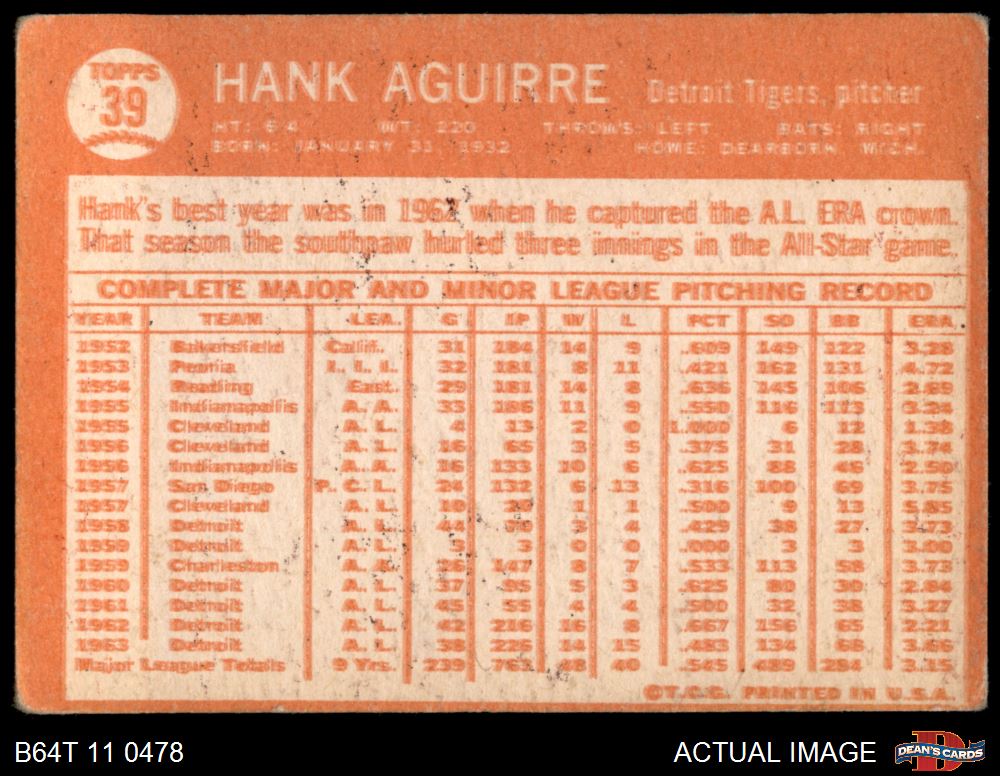 TOPPS
39
HANK AGUIRRE Detroit Tigers, pitcher
HT: 6'4 WT: 220 THROWS: LEFT BATS: RIGHT
BORN: JANUARY 31, 1932 HOME: DEARBORN, MICH.
Hank's best year was in 1962 when he captured the A.L. ERA crown.
That season the southpaw hurled three innings in the All-Star game.
COMPLETE MAJOR AND MINOR LEAGUE PITCHING RECORD
YEAR TEAM LEA. G IP W L PCT SO BB ERA
1952 Bakersfield Calif. 31 184 14 9 .609 149 122 3.28
1953 Peoria I. I. I. 32 181 8 11 .421 162 131 4.72
1954 Reading East. 29 181 14 8 .636 145 106
1955 Indianapolis A. A. 33 11 9 .550 116 113 3.24
1955 Cleveland A. L. 4 13 2 0 1.000 6 12 1.38
1956 Cleveland A. L. 16 65 3 5 .375 31 28 3.74
1956 Indianapolis A. A. 16 133 10 6 .625 88 46 2.50
1957 San Diego P. C. L. 24 132 6 13 .316 100 69 3.75
1957 Cleveland A. L. 10 1 1 .500 9 13 5.85
1958 Detroit A. L. 44 3 4 .429 38 27 3.73
1959 Detroit A. L. 3 3 0 0 .000 3 3 3.00
1959 Charleston A. L. 26 147 8 7 .533 113 58 3.73
1960 Detroit A. L. 37 95 5 3 .625 80 30 2.84
1961 Detroit A. L. 45 55 4 4 .500 32 38 3.27
1962 Detroit A. L. 42 216 16 8 .667 156 65 2.21
1963 Detroit A. L. 38 226 14 15 .483 134 68 3.66
Major League Totals 9 Yrs. 239 763 48 40 .545 489 284 3.15
©T.C.G. PRINTED IN U.S.A.
B64T 11 0478 ACTUAL IMAGE DEAN'S CARDS